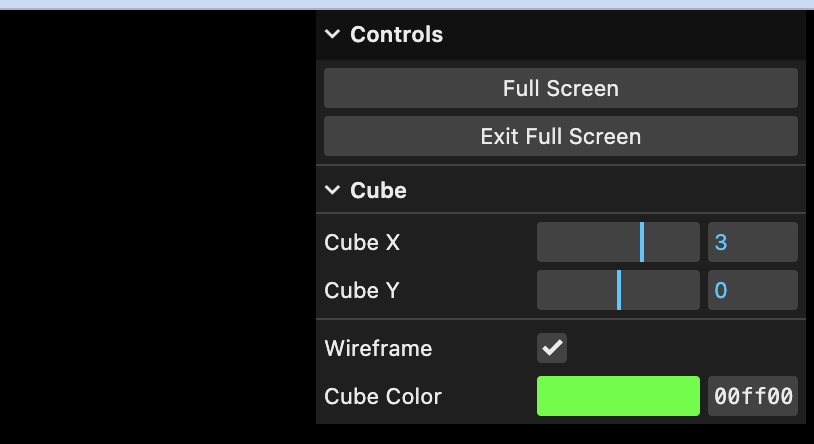 Controls
Full Screen
Exit Full Screen
Cube
Cube X 3
Cube Y 0
Wireframe
Cube Color 00ff00